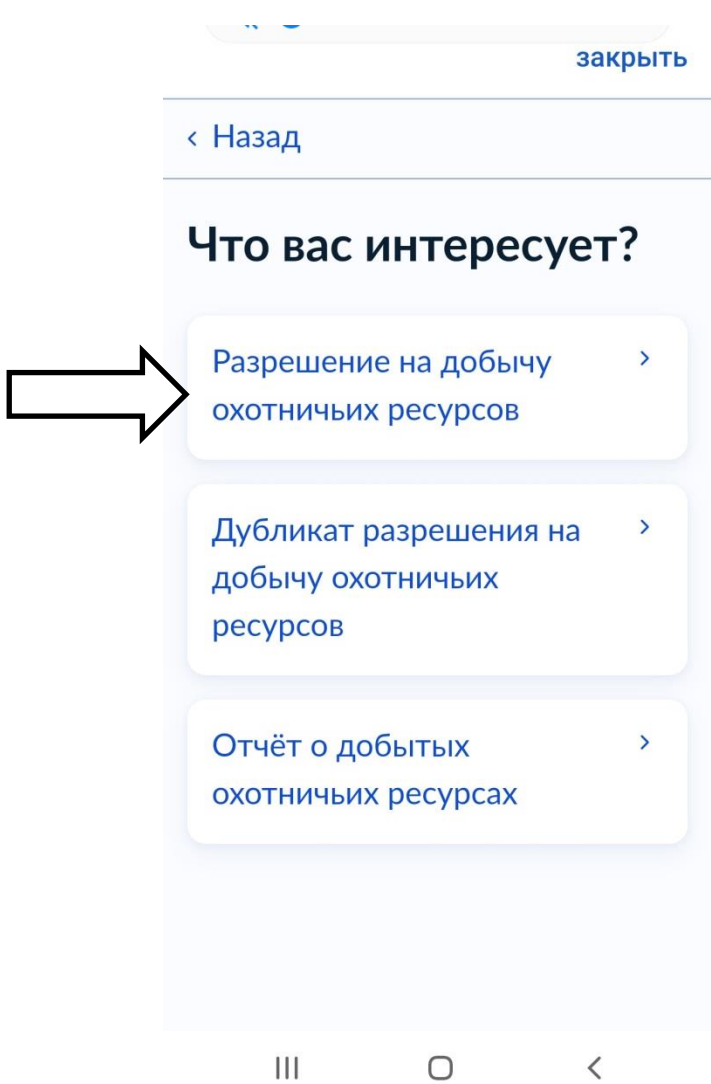 закрыть
Назад
Что вас интересует?
Разрешение на добычу
охотничьих ресурсов
Дубликат разрешения на
добычу охотничьих
ресурсов
Отчёт о добытых
охотничьих ресурсах